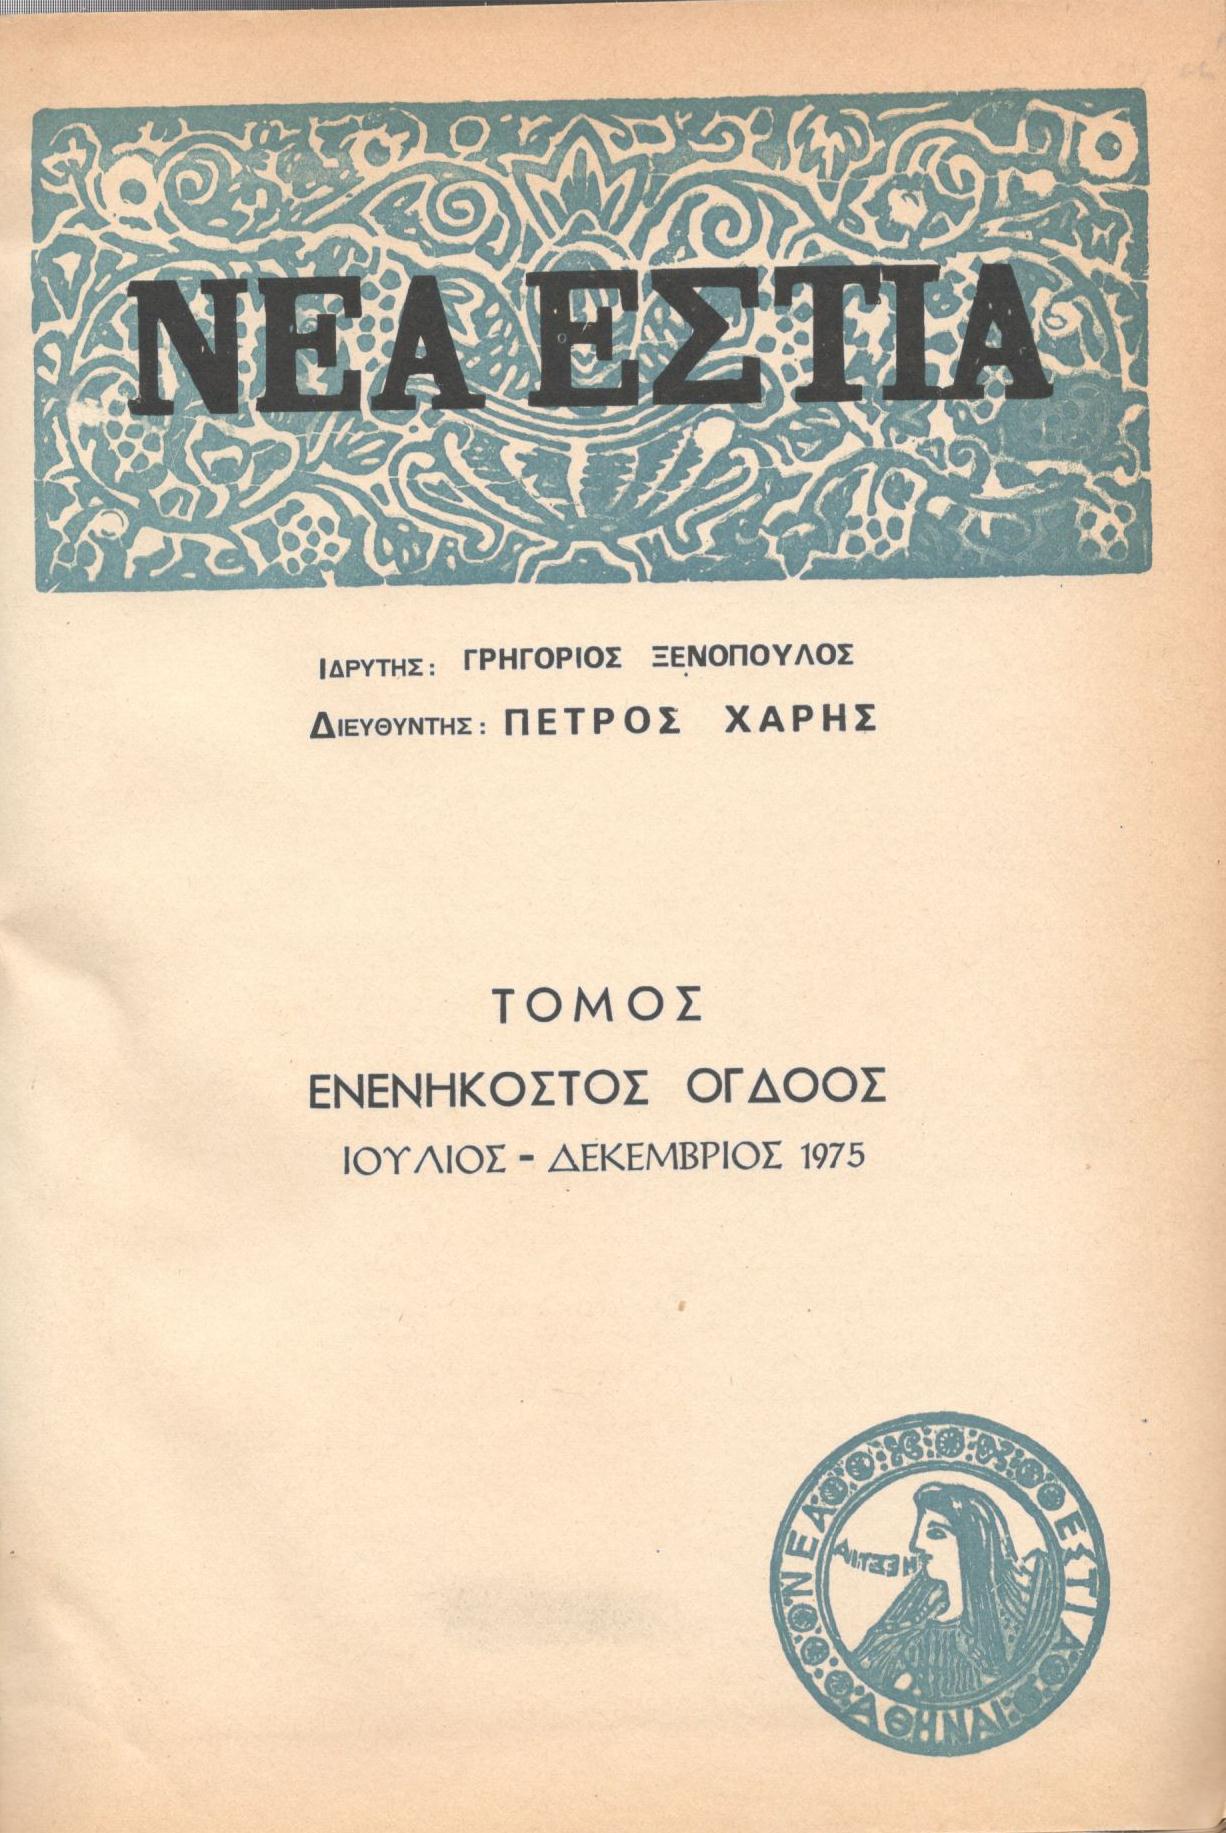 ΝΕΑ ΕΣΤΙΑ
ΙΔΡΥΤΗΣ: ΓΡΗΓΟΡΙΟΣ ΞΕΝΟΠΟΥΛΟΣ
ΔΙΕΥΘΥΝΤΗΣ: ΠΕΤΡΟΣ ΧΑΡΗΣ
ΤΟΜΟΣ
ΕΝΕΝΗΚΟΣΤΟΣ ΟΓΔΟΟΣ
ΙΟΥΛΙΟΣ - ΔΕΚΕΜΒΡΙΟΣ 1975
ΝΕΑ ΕΣΤΙΑ
ΑΘΗΝΑΙ